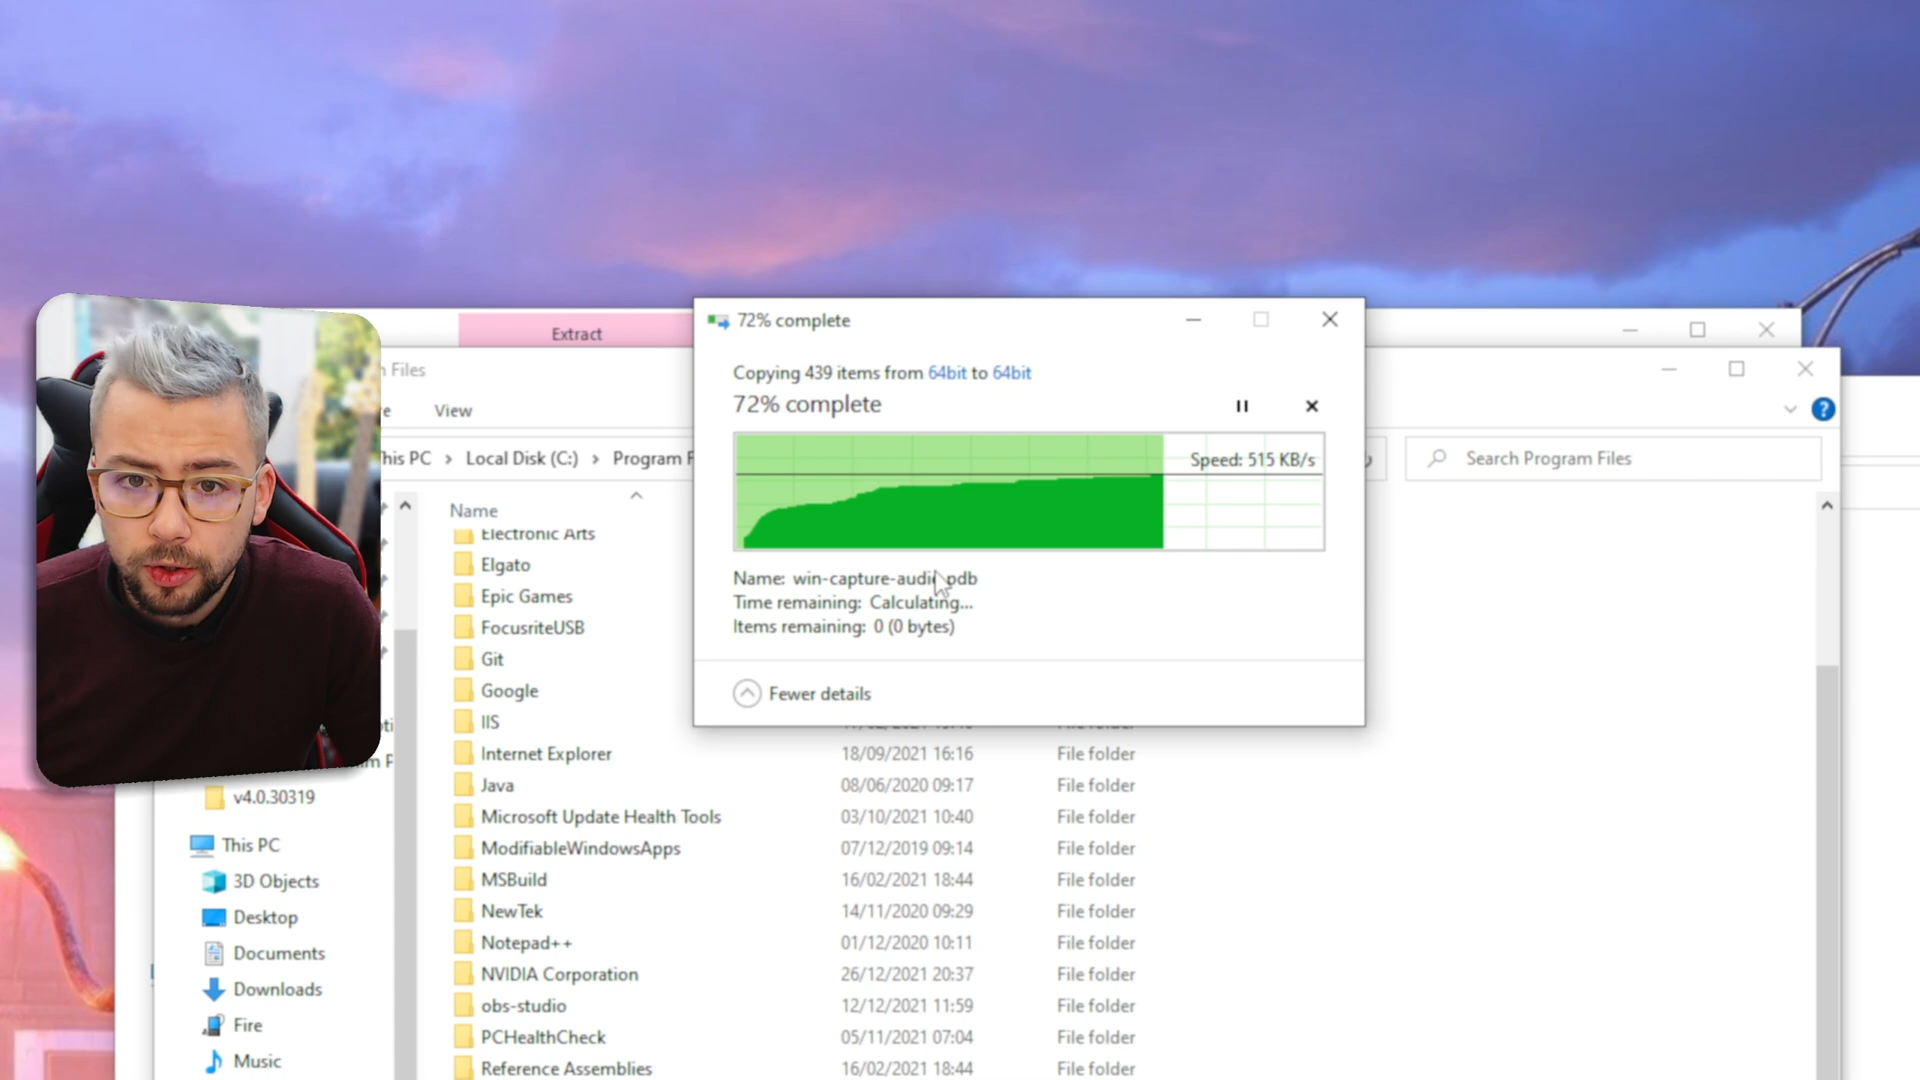 Extract
72% complete
Files
Copying 439 items from 64bit to 64bit
72% complete
View
Speed: 515 KB/s
This PC > Local Disk (C:) > Program F
Search Program Files
Name
Electronic Arts
Elgato
Name: win-capture-audio.pdb
Epic Games
Time remaining: Calculating...
FocusriteUSB
Items remaining: 0 (0 bytes)
Git
Google
Fewer details
IIS
Internet Explorer 18/09/2021 16:16 File folder
Java 08/06/2020 09:17 File folder
v4.0.30319
Microsoft Update Health Tools 03/10/2021 10:40 File folder
This PC
ModifiableWindowsApps 07/12/2019 09:14 File folder
3D Objects
MSBuild 16/02/2021 18:44 File folder
Desktop
NewTek 14/11/2020 09:29 File folder
Documents
Notepad++ 01/12/2020 10:11 File folder
Downloads
NVIDIA Corporation 26/12/2021 20:37 File folder
obs-studio 12/12/2021 11:59 File folder
Fire
PCHealthCheck 05/11/2021 07:04 File folder
Music
Reference Assemblies 16/02/2021 18:44 File folder